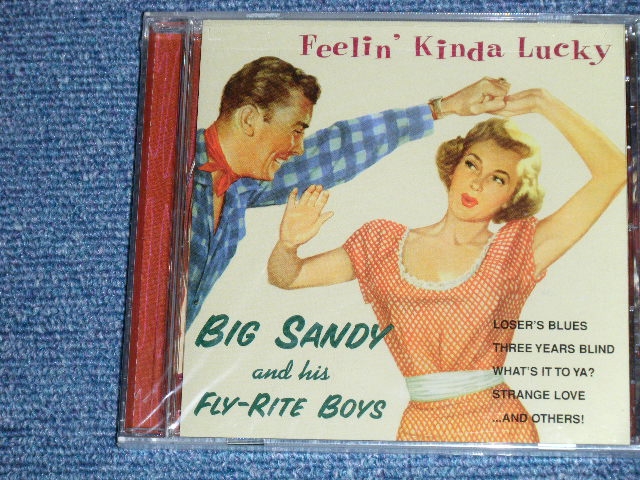 Feelin' Kinda Lucky
BIG SANDY
and his
FLY-RITE BOYS
LOSER'S BLUES
THREE YEARS BLIND
WHAT'S IT TO YA?
STRANGE LOVE
...AND OTHERS!